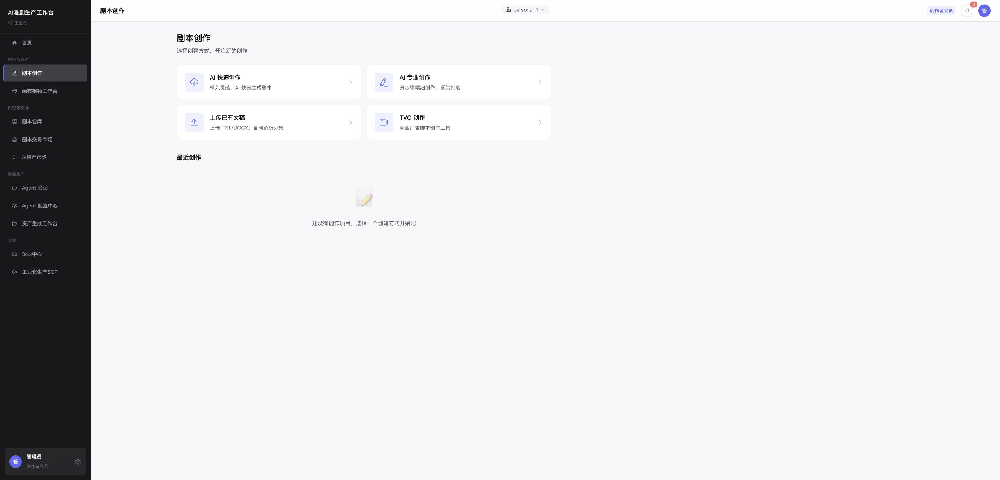 AI漫剧生产工作台
V7 工业化
首页
创作与生产
剧本创作
画布视频工作台
内容与交易
剧本仓库
剧本交易市场
AI资产市场
智能生产
Agent 会话
Agent 配置中心
资产生成工作台
企业
企业中心
工业化生产SOP
管
管理员
创作者会员
剧本创作
personal_1
创作者会员
2
管
剧本创作
选择创建方式，开始新的创作
AI 快速创作
输入灵感，AI 快速生成剧本
AI 专业创作
分步骤精细创作，逐集打磨
上传已有文稿
上传 TXT/DOCX，自动解析分集
TVC 创作
商业广告脚本创作工具
最近创作
还没有创作项目，选择一个创建方式开始吧